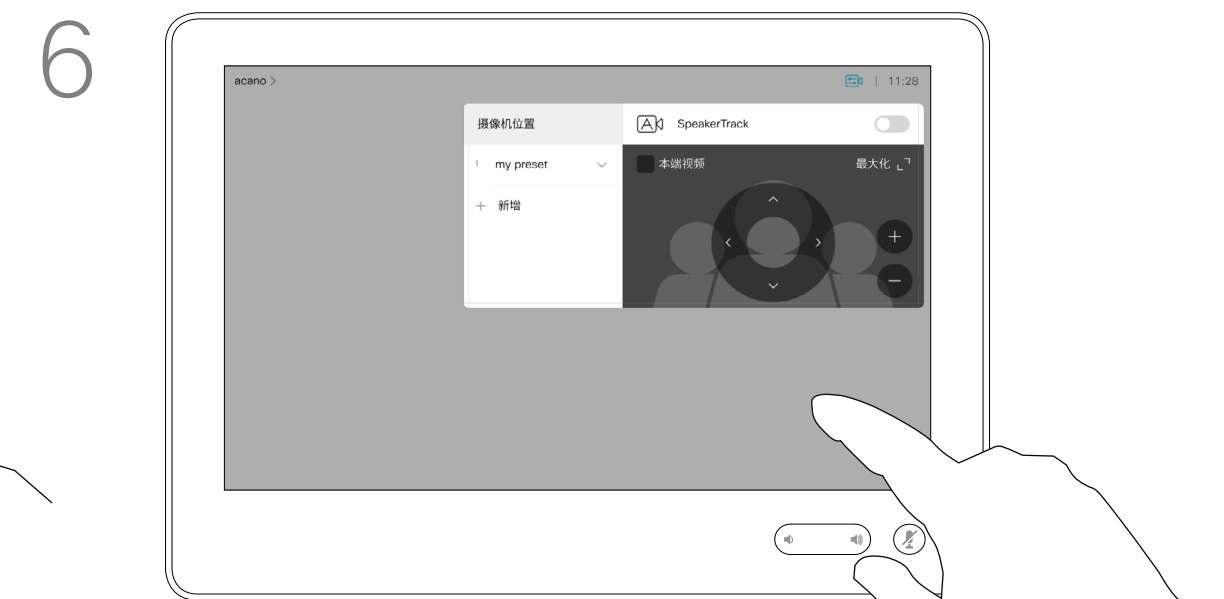 6
acano >
11:28
摄像机位置
SpeakerTrack
1 my preset
本端视频
最大化
+ 新增